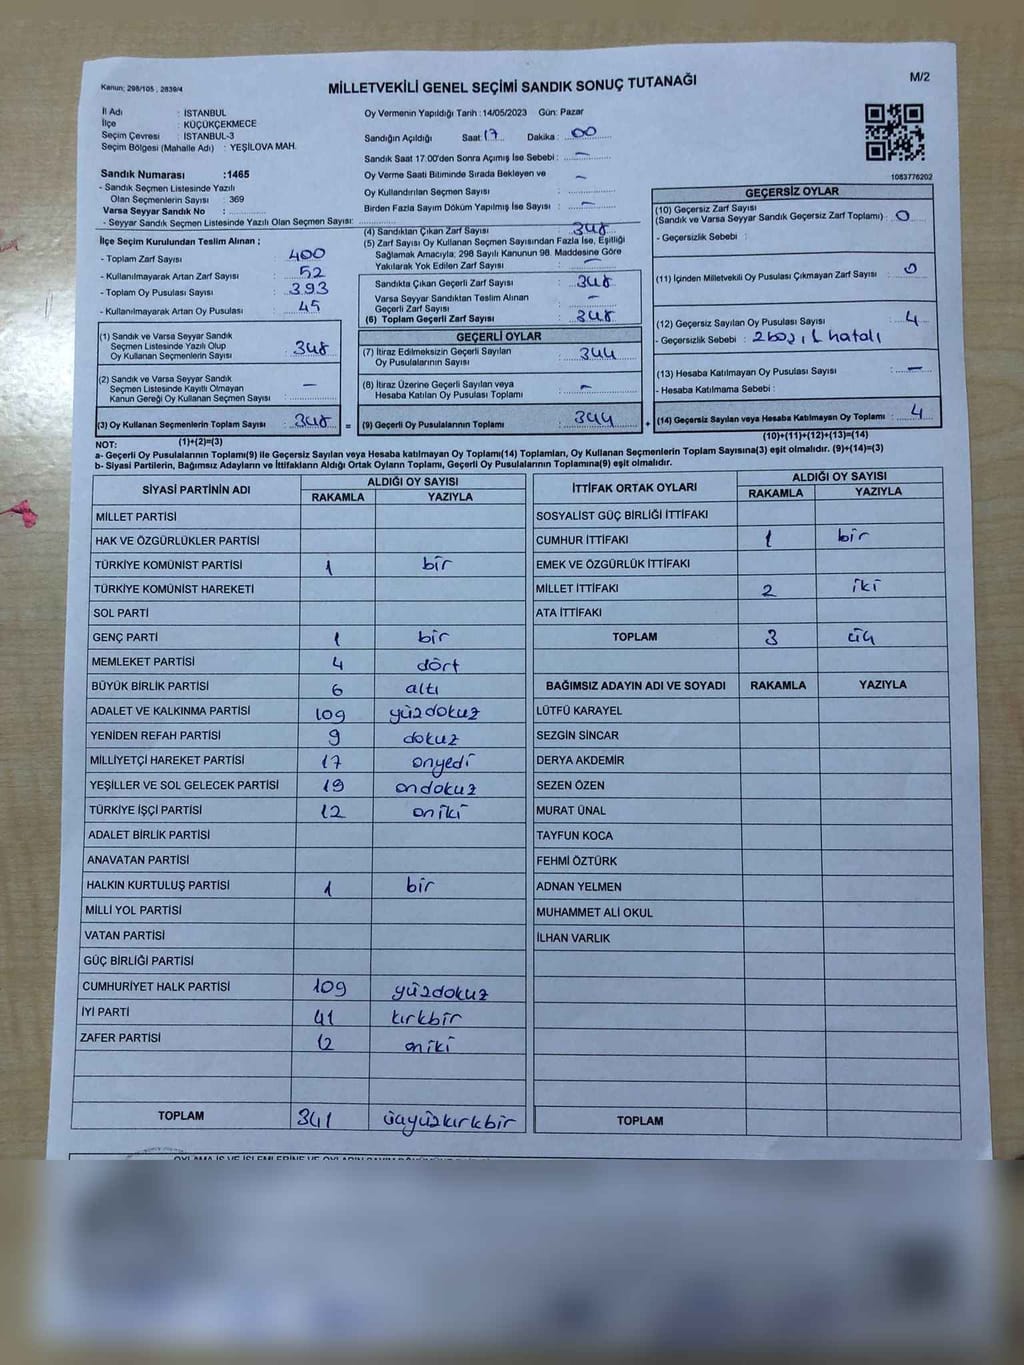 Kanun; 298/105 , 2839/4
MİLLETVEKİLİ GENEL SEÇİMİ SANDIK SONUÇ TUTANAĞI
M/2
İl Adı : İSTANBUL
İlçe : KÜÇÜKÇEKMECE
Seçim Çevresi : İSTANBUL-3
Seçim Bölgesi (Mahalle Adı) : YEŞİLOVA MAH.
Oy Vermenin Yapıldığı Tarih : 14/05/2023 Gün: Pazar
Sandığın Açıldığı Saat : 17 Dakika : 00
Sandık Saat 17.00'den Sonra Açımış İse Sebebi : –
Oy Verme Saati Bitiminde Sırada Bekleyen ve
Oy Kullandırılan Seçmen Sayısı : –
Birden Fazla Sayım Döküm Yapılmış İse Sayısı : –
1083776202
Sandık Numarası :1465
- Sandık Seçmen Listesinde Yazılı
Olan Seçmenlerin Sayısı : 369
Varsa Seyyar Sandık No :
- Seyyar Sandık Seçmen Listesinde Yazılı Olan Seçmen Sayısı:
İlçe Seçim Kurulundan Teslim Alınan ;
- Toplam Zarf Sayısı : 400
- Kullanılmayarak Artan Zarf Sayısı : 52
- Toplam Oy Pusulası Sayısı : 393
- Kullanılmayarak Artan Oy Pusulası : 45
(1) Sandık ve Varsa Seyyar Sandık
Seçmen Listesinde Yazılı Olup
Oy Kullanan Seçmenlerin Sayısı : 348
(2) Sandık ve Varsa Seyyar Sandık
Seçmen Listesinde Kayıtlı Olmayan
Kanun Gereği Oy Kullanan Seçmen Sayısı : –
(3) Oy Kullanan Seçmenlerin Toplam Sayısı : 348
(1)+(2)=(3)
(4) Sandıktan Çıkan Zarf Sayısı : 348
(5) Zarf Sayısı Oy Kullanan Seçmen Sayısından Fazla İse, Eşitliği
Sağlamak Amacıyla; 298 Sayılı Kanunun 98. Maddesine Göre
Yakılarak Yok Edilen Zarf Sayısı : –
Sandıkta Çıkan Geçerli Zarf Sayısı : 348
Varsa Seyyar Sandıktan Teslim Alınan
Geçerli Zarf Sayısı : –
(6) Toplam Geçerli Zarf Sayısı : 348
GEÇERLİ OYLAR
(7) İtiraz Edilmeksizin Geçerli Sayılan
Oy Pusulalarının Sayısı : 344
(8) İtiraz Üzerine Geçerli Sayılan veya
Hesaba Katılan Oy Pusulası Toplamı : –
= (9) Geçerli Oy Pusulalarının Toplamı : 344 +
GEÇERSİZ OYLAR
(10) Geçersiz Zarf Sayısı
(Sandık ve Varsa Seyyar Sandık Geçersiz Zarf Toplamı) : 0
- Geçersizlik Sebebi :
(11) İçinden Milletvekili Oy Pusulası Çıkmayan Zarf Sayısı : 0
(12) Geçersiz Sayılan Oy Pusulası Sayısı : 4
- Geçersizlik Sebebi : hatalı
(13) Hesaba Katılmayan Oy Pusulası Sayısı : –
- Hesaba Katılmama Sebebi :
(14) Geçersiz Sayılan veya Hesaba Katılmayan Oy Toplamı : 4
(10)+(11)+(12)+(13)=(14)
NOT:
a- Geçerli Oy Pusulalarının Toplamı(9) ile Geçersiz Sayılan veya Hesaba Katılmayan Oy Toplamı(14) Toplamları, Oy Kullanan Seçmenlerin Toplam Sayısına(3) eşit olmalıdır. (9)+(14)=(3)
b- Siyasi Partilerin, Bağımsız Adayların ve İttifakların Aldığı Ortak Oyların Toplamı, Geçerli Oy Pusulalarının Toplamına(9) eşit olmalıdır.
SİYASİ PARTİNİN ADI ALDIĞI OY SAYISI
RAKAMLA YAZIYLA
MİLLET PARTİSİ
HAK VE ÖZGÜRLÜKLER PARTİSİ
TÜRKİYE KOMÜNİST PARTİSİ 1 bir
TÜRKİYE KOMÜNİST HAREKETİ
SOL PARTİ
GENÇ PARTİ 1 bir
MEMLEKET PARTİSİ 4 dört
BÜYÜK BİRLİK PARTİSİ 6 altı
ADALET VE KALKINMA PARTİSİ 109 yüzdokuz
YENİDEN REFAH PARTİSİ 9 dokuz
MİLLİYETÇİ HAREKET PARTİSİ 17 onyedi
YEŞİLLER VE SOL GELECEK PARTİSİ 19 ondokuz
TÜRKİYE İŞÇİ PARTİSİ 12 oniki
ADALET BİRLİK PARTİSİ
ANAVATAN PARTİSİ
HALKIN KURTULUŞ PARTİSİ 1 bir
MİLLİ YOL PARTİSİ
VATAN PARTİSİ
GÜÇ BİRLİĞİ PARTİSİ
CUMHURİYET HALK PARTİSİ 109 yüzdokuz
İYİ PARTİ 41 kırkbir
ZAFER PARTİSİ 12 oniki
TOPLAM 341 üçyüzkırkbir
İTTİFAK ORTAK OYLARI ALDIĞI OY SAYISI
RAKAMLA YAZIYLA
SOSYALİST GÜÇ BİRLİĞİ İTTİFAKI
CUMHUR İTTİFAKI 1 bir
EMEK VE ÖZGÜRLÜK İTTİFAKI
MİLLET İTTİFAKI 2 iki
ATA İTTİFAKI
TOPLAM 3 üç
BAĞIMSIZ ADAYIN ADI VE SOYADI RAKAMLA YAZIYLA
LÜTFÜ KARAYEL
SEZGİN SİNCAR
DERYA AKDEMİR
SEZEN ÖZEN
MURAT ÜNAL
TAYFUN KOCA
FEHMİ ÖZTÜRK
ADNAN YELMEN
MUHAMMET ALİ OKUL
İLHAN VARLIK
TOPLAM